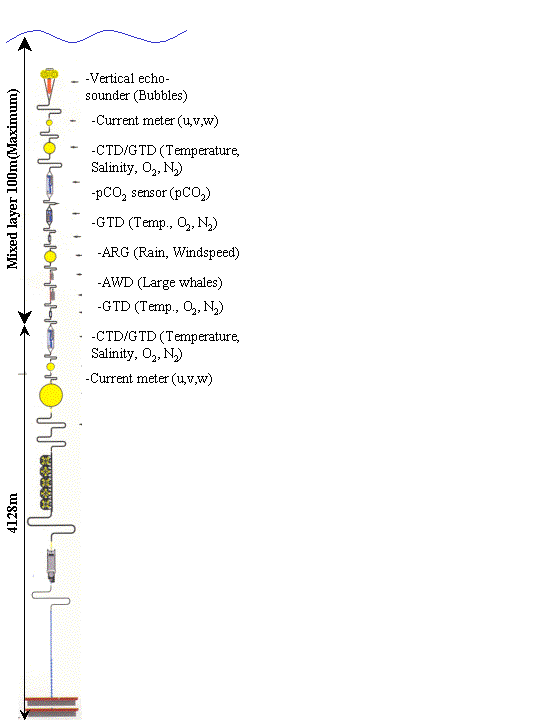 -Vertical echo-
sounder (Bubbles)
-Current meter (u,v,w)
-CTD/GTD (Temperature,
Salinity, O₂, N₂)
-pCO₂ sensor (pCO₂)
-GTD (Temp., O₂, N₂)
-ARG (Rain, Windspeed)
-AWD (Large whales)
-GTD (Temp., O₂, N₂)
-CTD/GTD (Temperature,
Salinity, O₂, N₂)
-Current meter (u,v,w)
Mixed layer 100m(Maximum)
4128m